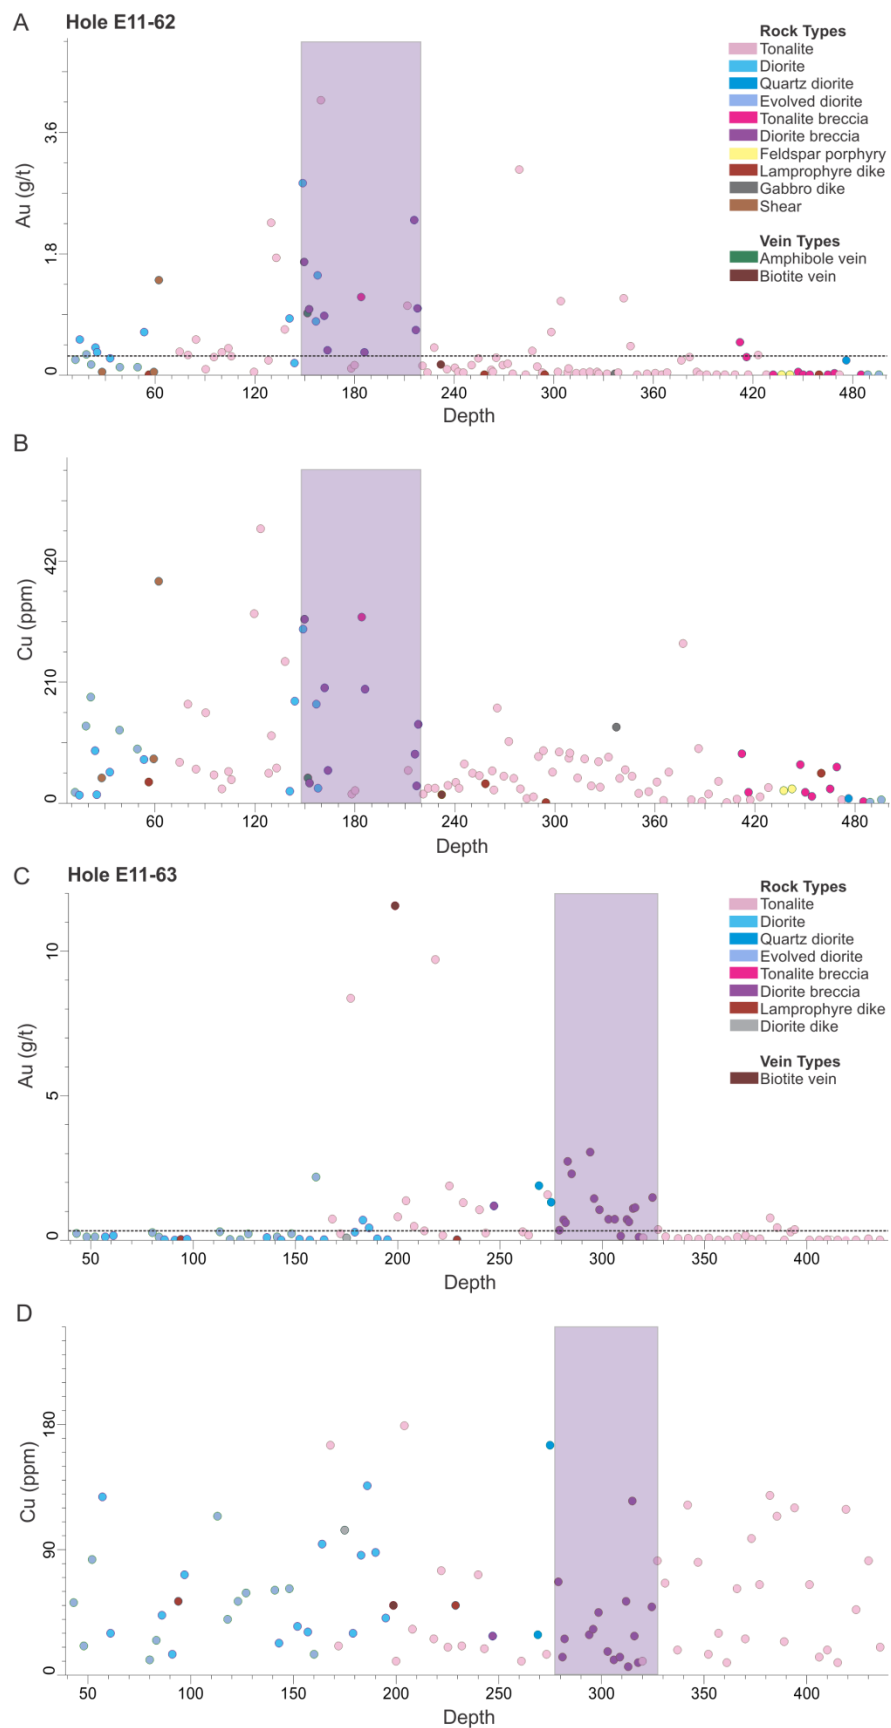 A
Hole E11-62
Rock Types
Tonalite
Diorite
Quartz diorite
Evolved diorite
Tonalite breccia
Diorite breccia
Feldspar porphyry
Lamprophyre dike
Gabbro dike
Shear
Vein Types
Amphibole vein
Biotite vein
Au (g/t)
3.6
1.8
0
60 120 180 240 300 360 420 480
Depth
B
Cu (ppm)
420
210
0
60 120 180 240 300 360 420 480
Depth
C
Hole E11-63
Rock Types
Tonalite
Diorite
Quartz diorite
Evolved diorite
Tonalite breccia
Diorite breccia
Lamprophyre dike
Diorite dike
Vein Types
Biotite vein
Au (g/t)
10
5
0
50 100 150 200 250 300 350 400
Depth
D
Cu (ppm)
180
90
0
50 100 150 200 250 300 350 400
Depth